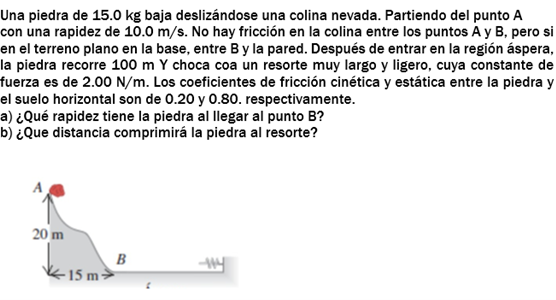 Una piedra de 15.0 kg baja deslizándose una colina nevada. Partiendo del punto A
con una rapidez de 10.0 m/s. No hay fricción en la colina entre los puntos A y B, pero si
en el terreno plano en la base, entre B y la pared. Después de entrar en la región áspera,
la piedra recorre 100 m Y choca coa un resorte muy largo y ligero, cuya constante de
fuerza es de 2.00 N/m. Los coeficientes de fricción cinética y estática entre la piedra y
el suelo horizontal son de 0.20 y 0.80. respectivamente.
a) ¿Qué rapidez tiene la piedra al llegar al punto B?
b) ¿Que distancia comprimirá la piedra al resorte?
A
20 m
B
15 m